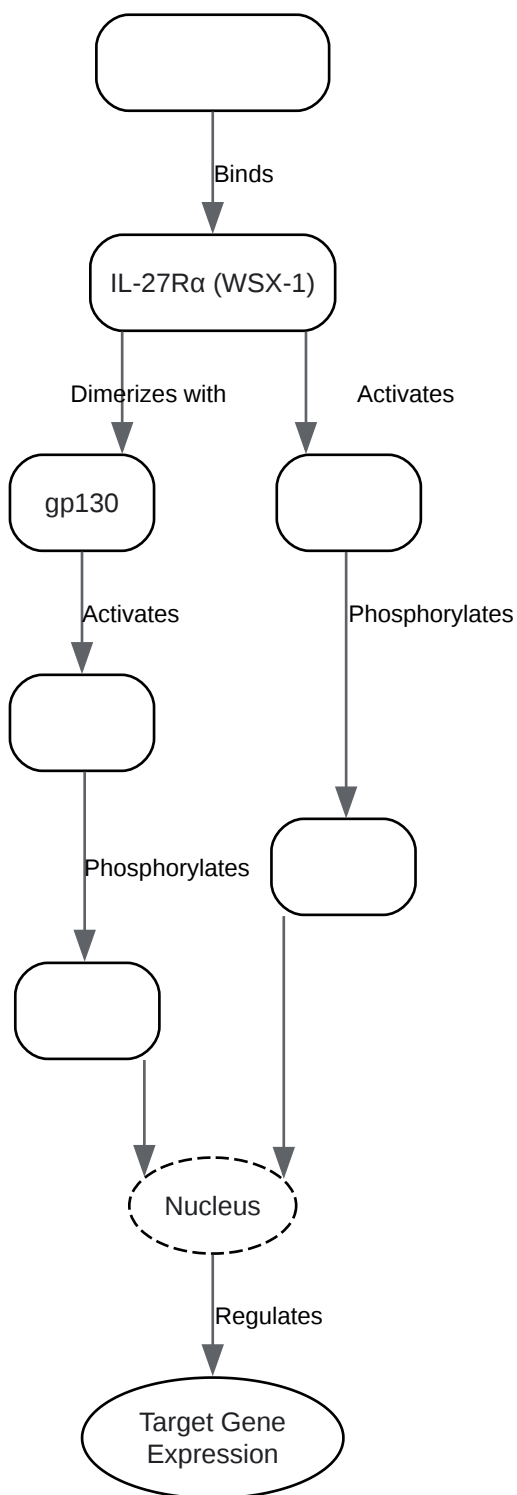 Binds
IL-27Rα (WSX-1)
Dimerizes with
Activates
gp130
Activates
Phosphorylates
Phosphorylates
Nucleus
Regulates
Target Gene
Expression